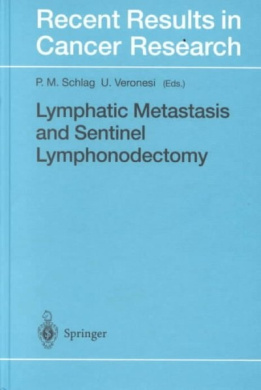 Recent Results in
Cancer Research
P. M. Schlag U. Veronesi (Eds.)
Lymphatic Metastasis
and Sentinel
Lymphonodectomy
Springer